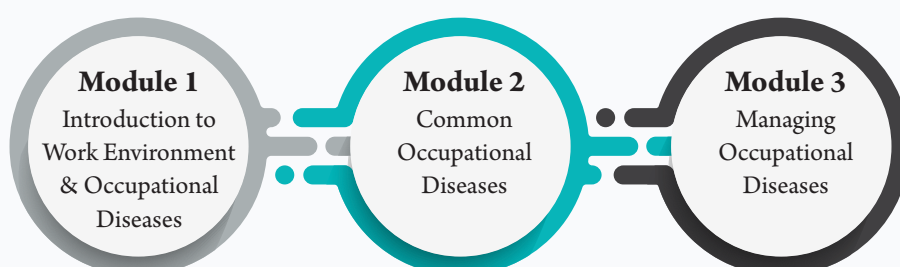 Module 1
Introduction to
Work Environment
& Occupational
Diseases
Module 2
Common
Occupational
Diseases
Module 3
Managing
Occupational
Diseases